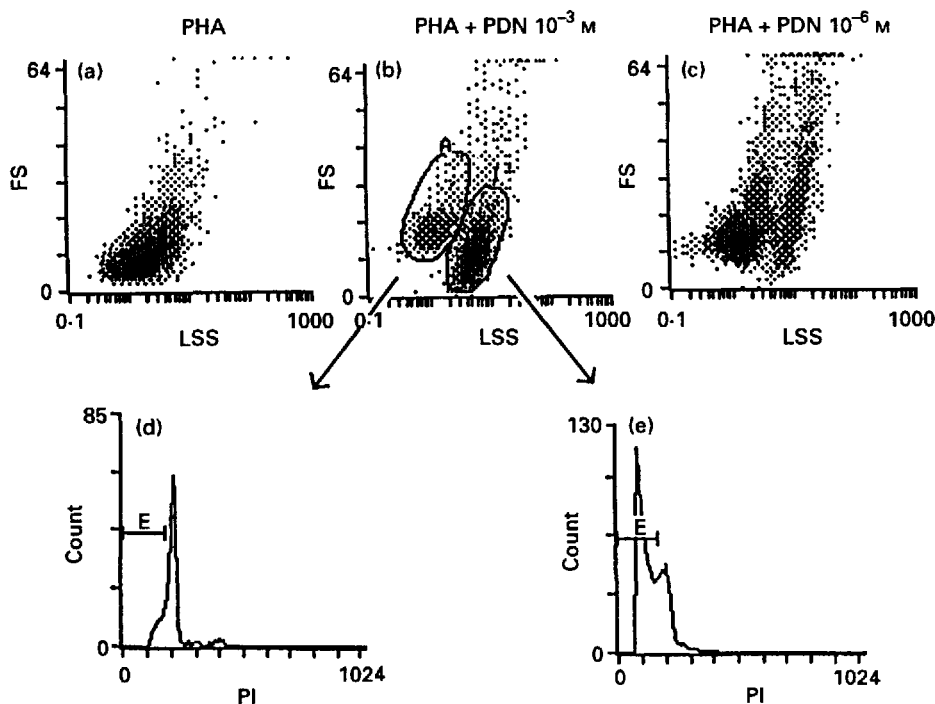 PHA
PHA + PDN 10⁻³ M
PHA + PDN 10⁻⁶ M
(a)
(b)
(c)
64
64
64
FS
FS
FS
A
0
0
0
0·1
1000
0·1
1000
0·1
1000
LSS
LSS
LSS
85
(d)
130
(e)
Count
E
Count
E
0
0
0
1024
0
1024
PI
PI